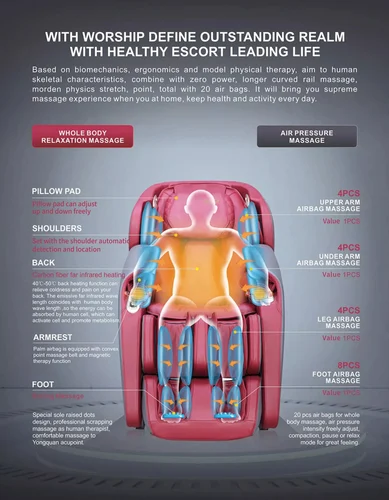 WITH WORSHIP DEFINE OUTSTANDING REALM
WITH HEALTHY ESCORT LEADING LIFE
Based on biomechanics, ergonomics and model physical therapy, aim to human
skeletal characteristics, combine with zero power, longer curved rail massage,
morden physics stretch, point, total with 20 air bags. It will bring you supreme
massage experience when you at home, keep health and activity every day.
WHOLE BODY
RELAXATION MASSAGE
AIR PRESSURE
MASSAGE
PILLOW PAD
Pillow pad can adjust
up and down freely
SHOULDERS
Set with the shoulder automatic
detection and location
BACK
Carbon fiber far infrared heating
40℃-50℃ back heating function can
relieve coldness and pain on your
back. The emissive far infrared wave
length coincides with human body
wave length ,so the energy can be
absorbed by human cell, which can
activate cell and promote metabolism
ARMREST
Palm airbag is equipped with convex
point massage belt and magnetic
therapy function
FOOT
Special sole raised dots
design, professional scrapping
massage as human therapist,
comfortable massage to
Yongquan acupoint.
4PCS
UPPER ARM
AIRBAG MASSAGE
Value 1PCS
4PCS
UNDER ARM
AIRBAG MASSAGE
Value 1PCS
4PCS
LEG AIRBAG
MASSAGE
Value 1PCS
8PCS
FOOT AIRBAG
MASSAGE
Value 1PCS
20 pcs air bags for whole
body massage, air pressure
intensity freely adjust,
compaction, pause or relax
mode for great feeling.